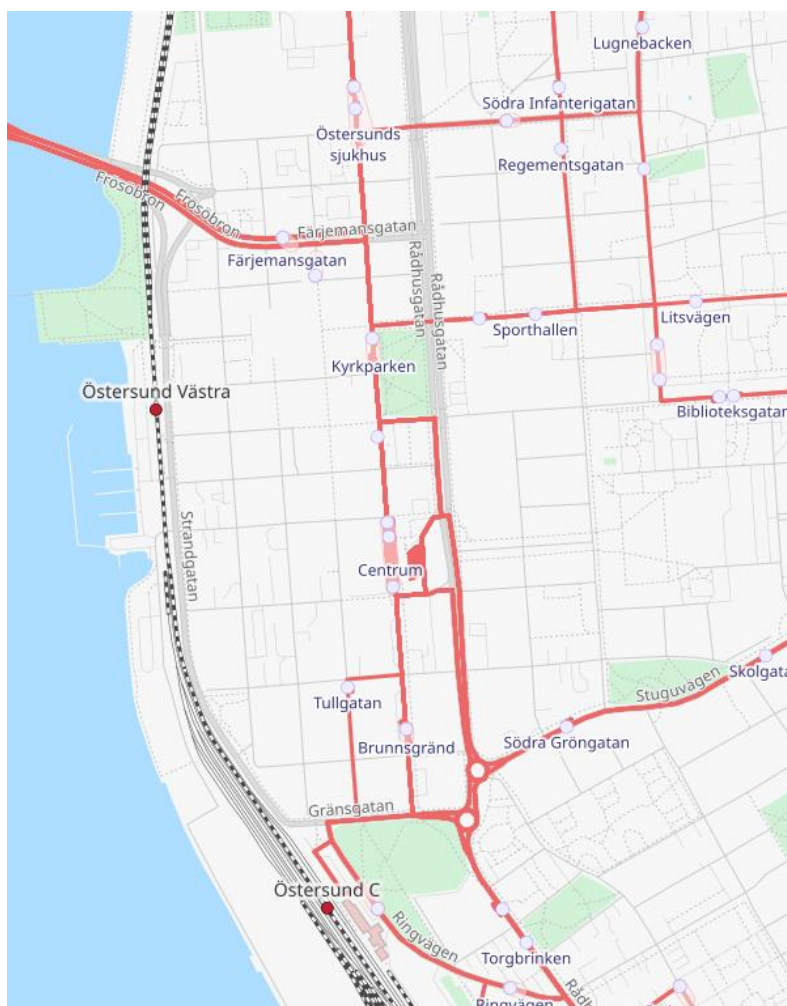 Lugnebacken
Södra Infanterigatan
Östersunds
sjukhus
Regementsgatan
Frösöbron
Frösöbron
Färjemansgatan
Färjemansgatan
Rådhusgatan
Rådhusgatan
Sporthallen
Litsvägen
Kyrkparken
Östersund Västra
Biblioteksgatan
Strandgatan
Centrum
Skolgata
Stuguvägen
Tullgatan
Brunnsgränd
Södra Gröngatan
Gränsgatan
Östersund C
Ringvägen
Torgbrinken
Ringvägen